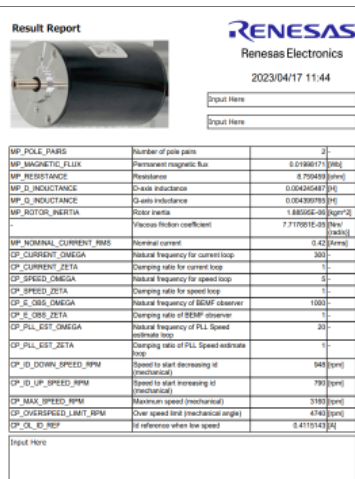 Result Report
RENESAS
Renesas Electronics
2023/04/17 11:44
Input Here
Input Here
MP_POLE_PAIRS Number of pole pairs 2 -
MP_MAGNETIC_FLUX Permanent magnetic flux 0.01998171 [Wb]
MP_RESISTANCE Resistance 8.759489 [ohm]
MP_D_INDUCTANCE D-axis inductance 0.004245487 [H]
MP_Q_INDUCTANCE Q-axis inductance 0.004399765 [H]
MP_ROTOR_INERTIA Rotor inertia [kgm^2]
- Viscous friction coefficient [Nm/
(rad/s)]
MP_NOMINAL_CURRENT_RMS Nominal current 0.42 [Arms]
CP_CURRENT_OMEGA Natural frequency for current loop 300 -
CP_CURRENT_ZETA Damping ratio for current loop 1 -
CP_SPEED_OMEGA Natural frequency for speed loop 5 -
CP_SPEED_ZETA Damping ratio for speed loop 1 -
CP_E_OBS_OMEGA Natural frequency of BEMF observer 1000 -
CP_E_OBS_ZETA Damping ratio of BEMF observer 1 -
CP_PLL_EST_OMEGA Natural frequency of PLL Speed
estimate loop 20 -
CP_PLL_EST_ZETA Damping ratio of PLL Speed estimate
loop 1 -
CP_ID_DOWN_SPEED_RPM Speed to start decreasing id
(mechanical) 948 [rpm]
CP_ID_UP_SPEED_RPM Speed to start increasing id
(mechanical) 790 [rpm]
CP_MAX_SPEED_RPM Maximum speed (mechanical) 3160 [rpm]
CP_OVERSPEED_LIMIT_RPM Over speed limit (mechanical angle) 4740 [rpm]
CP_OL_ID_REF Id reference when low speed 0.4115143 [A]
Input Here